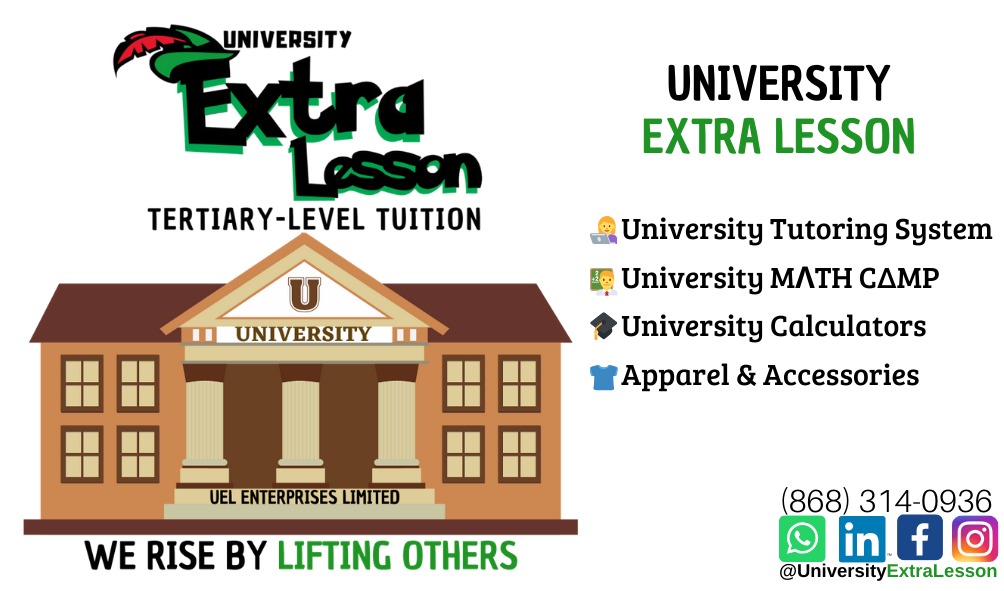 UNIVERSITY
Extra
Lesson
TERTIARY-LEVEL TUITION
U
UNIVERSITY
UEL ENTERPRISES LIMITED
WE RISE BY LIFTING OTHERS
UNIVERSITY
EXTRA LESSON
University Tutoring System
University MΛTH CΔMP
University Calculators
Apparel & Accessories
(868) 314-0936
in
f
@UniversityExtraLesson